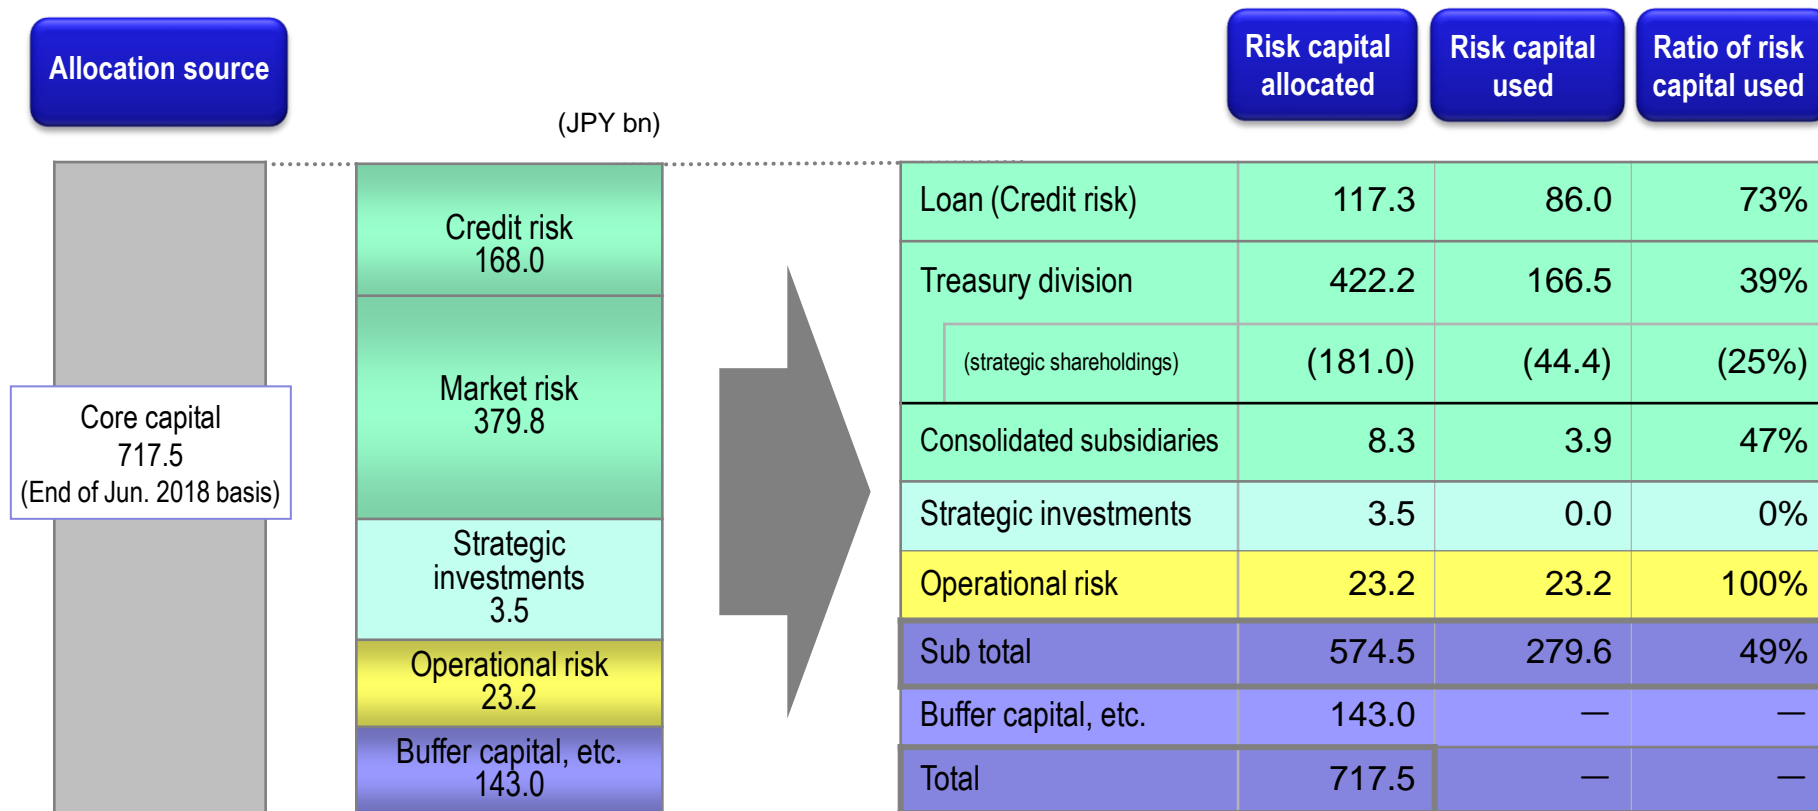 Allocation source
Risk capital
allocated
Risk capital
used
Ratio of risk
capital used
(JPY bn)
Core capital
717.5
(End of Jun. 2018 basis)
Credit risk
168.0
Market risk
379.8
Strategic
investments
3.5
Operational risk
23.2
Buffer capital, etc.
143.0
Loan (Credit risk) 117.3 86.0 73%
Treasury division 422.2 166.5 39%
(strategic shareholdings) (181.0) (44.4) (25%)
Consolidated subsidiaries 8.3 3.9 47%
Strategic investments 3.5 0.0 0%
Operational risk 23.2 23.2 100%
Sub total 574.5 279.6 49%
Buffer capital, etc. 143.0 — —
Total 717.5 — —